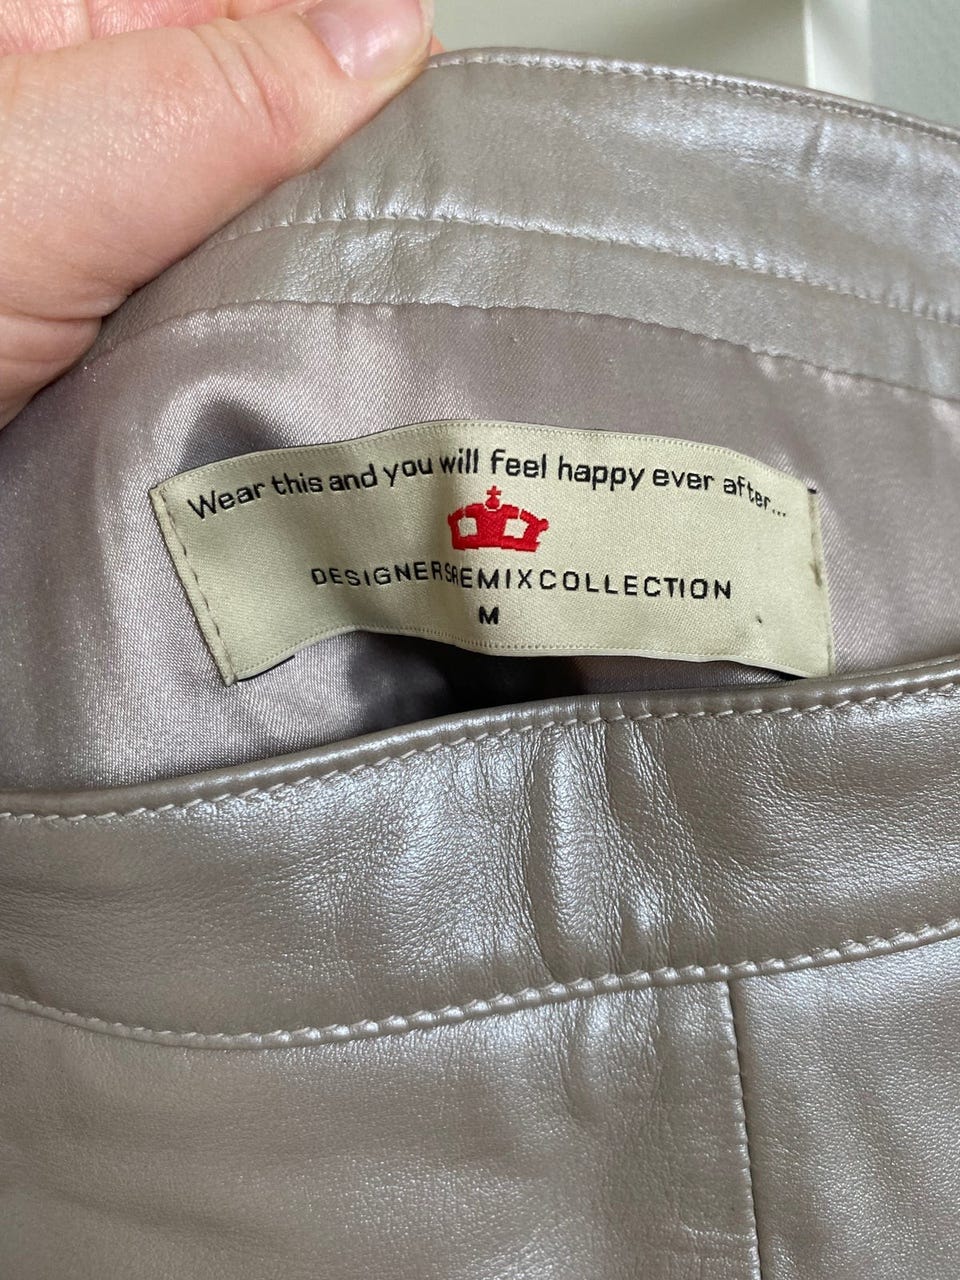 Wear this and you will feel happy ever after...
DESIGNERSREMIXCOLLECTION
M